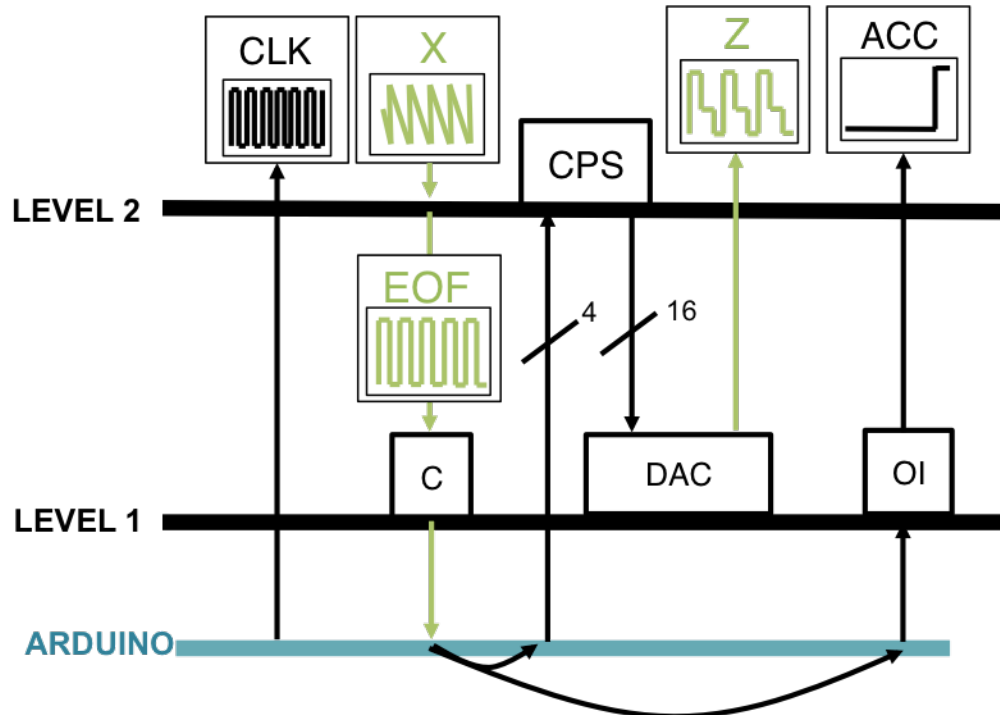 CLK
X
Z
ACC
CPS
LEVEL 2
EOF
4
16
C
DAC
OI
LEVEL 1
ARDUINO